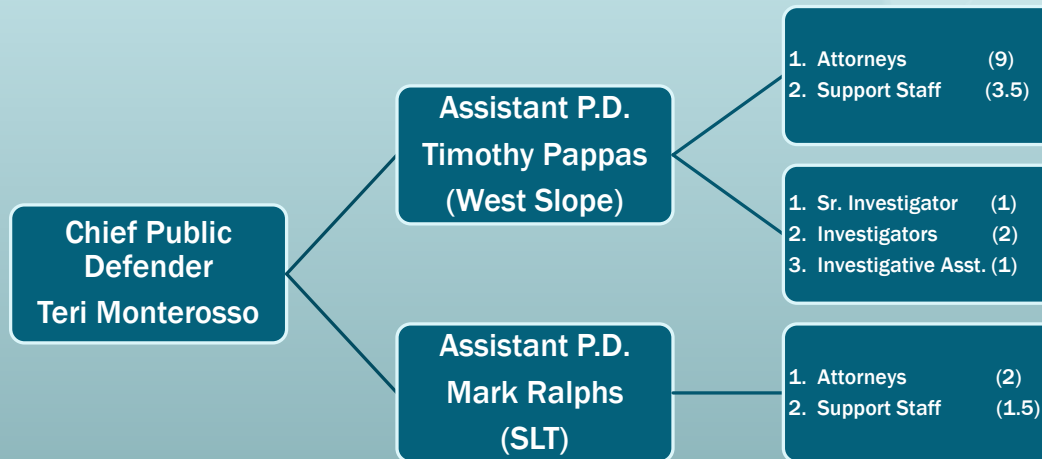 Chief Public
Defender
Teri Monterosso
Assistant P.D.
Timothy Pappas
(West Slope)
Assistant P.D.
Mark Ralphs
(SLT)
1. Attorneys (9)
2. Support Staff (3.5)
1. Sr. Investigator (1)
2. Investigators (2)
3. Investigative Asst. (1)
1. Attorneys (2)
2. Support Staff (1.5)